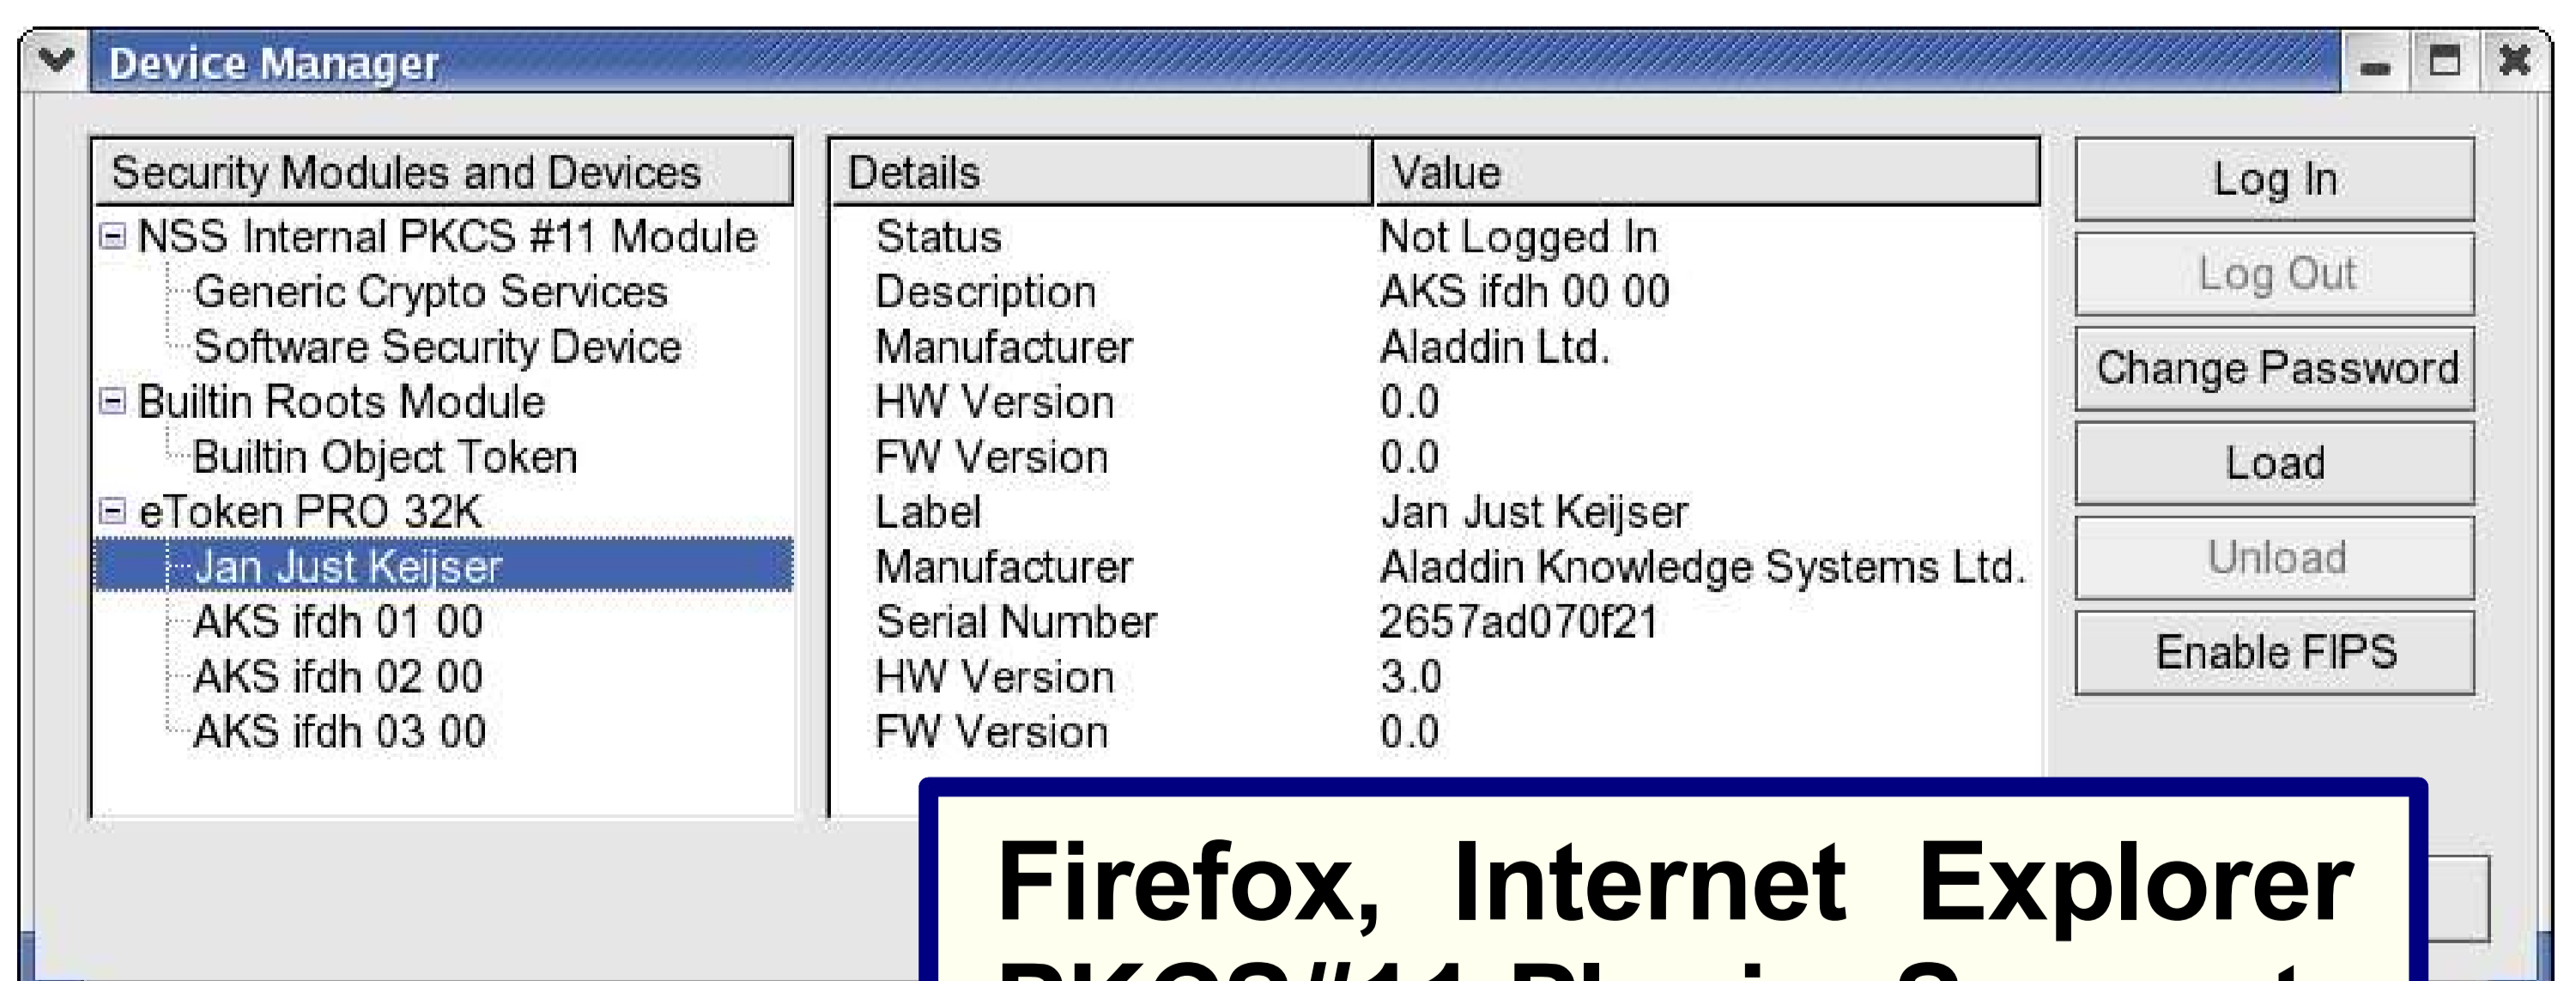 Device Manager
Security Modules and Devices
NSS Internal PKCS #11 Module
Generic Crypto Services
Software Security Device
Builtin Roots Module
Builtin Object Token
eToken PRO 32K
Jan Just Keijser
AKS ifdh 01 00
AKS ifdh 02 00
AKS ifdh 03 00
Details Value
Status Not Logged In
Description AKS ifdh 00 00
Manufacturer Aladdin Ltd.
HW Version 0.0
FW Version 0.0
Label Jan Just Keijser
Manufacturer Aladdin Knowledge Systems Ltd.
Serial Number 2657ad070f21
HW Version 3.0
FW Version 0.0
Log In
Log Out
Change Password
Load
Unload
Enable FIPS
Firefox, Internet Explorer
PKCS#11 Plugin Support